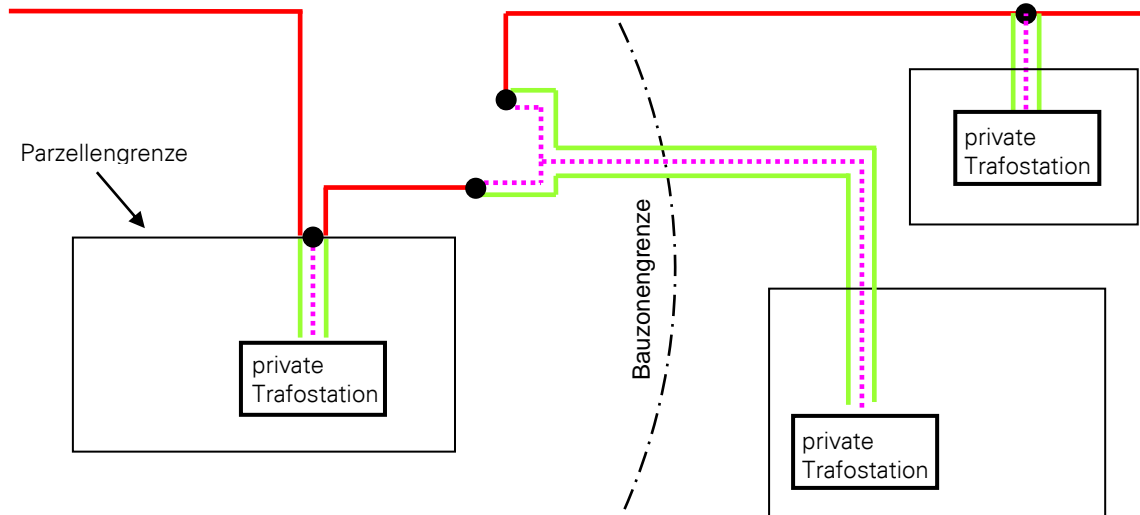 private
Trafostation
Parzellengrenze
Bauzonengrenze
private
Trafostation
private
Trafostation